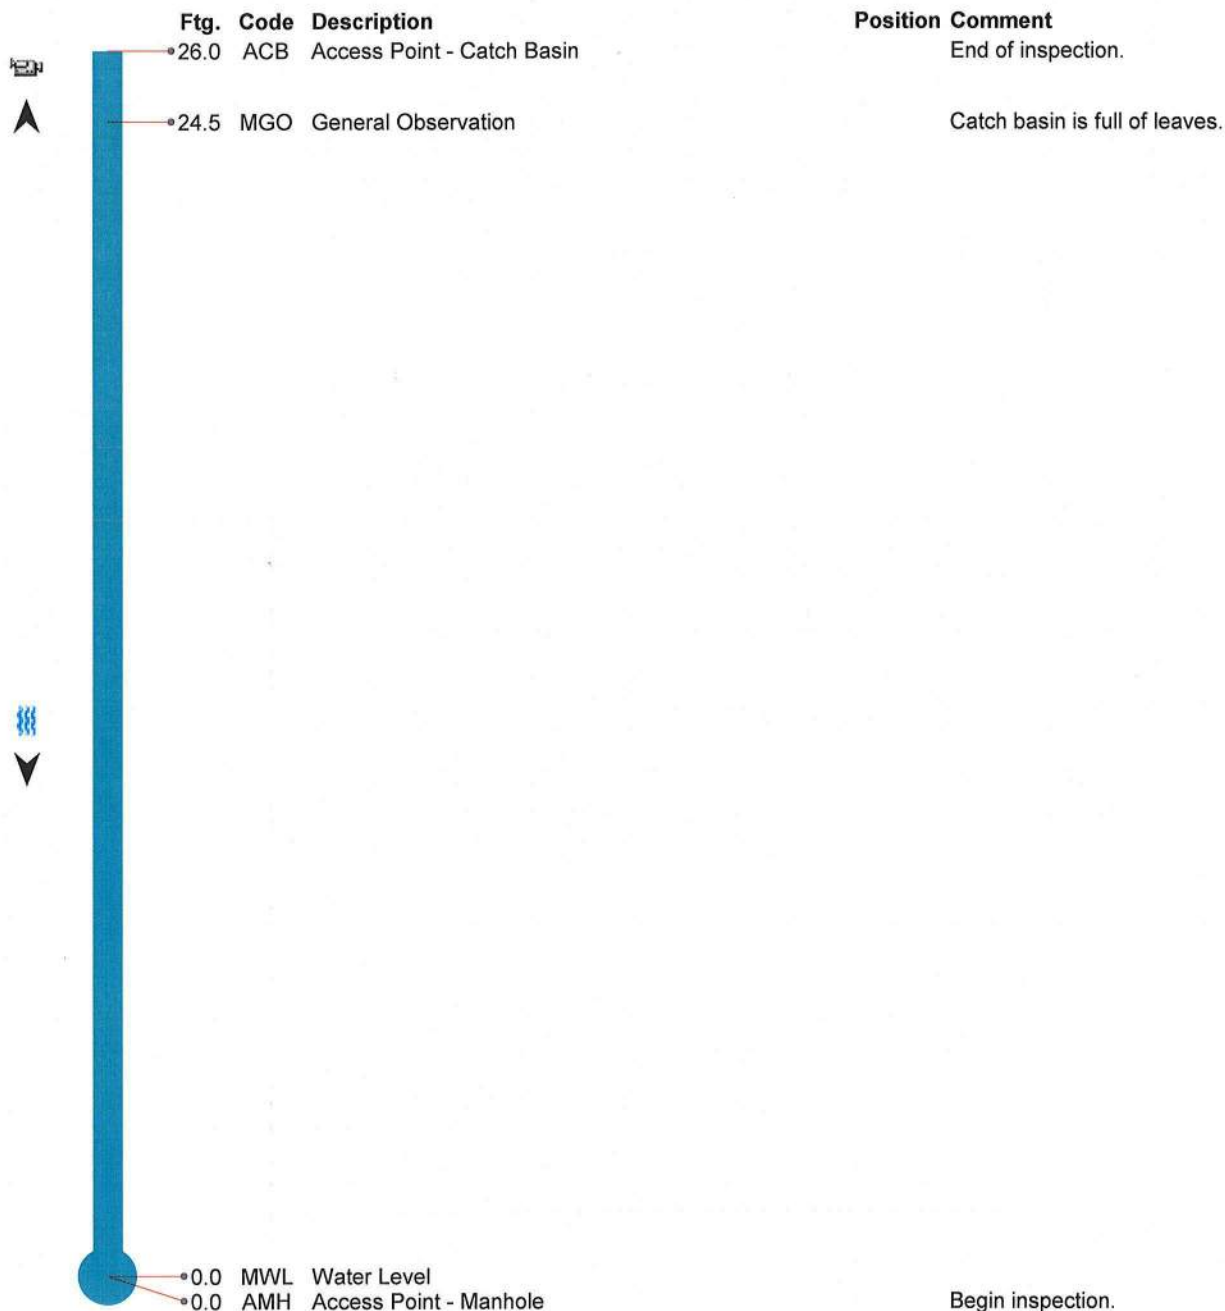 Ftg. Code Description Position Comment
26.0 ACB Access Point - Catch Basin End of inspection.
24.5 MGO General Observation Catch basin is full of leaves.
0.0 MWL Water Level
0.0 AMH Access Point - Manhole Begin inspection.